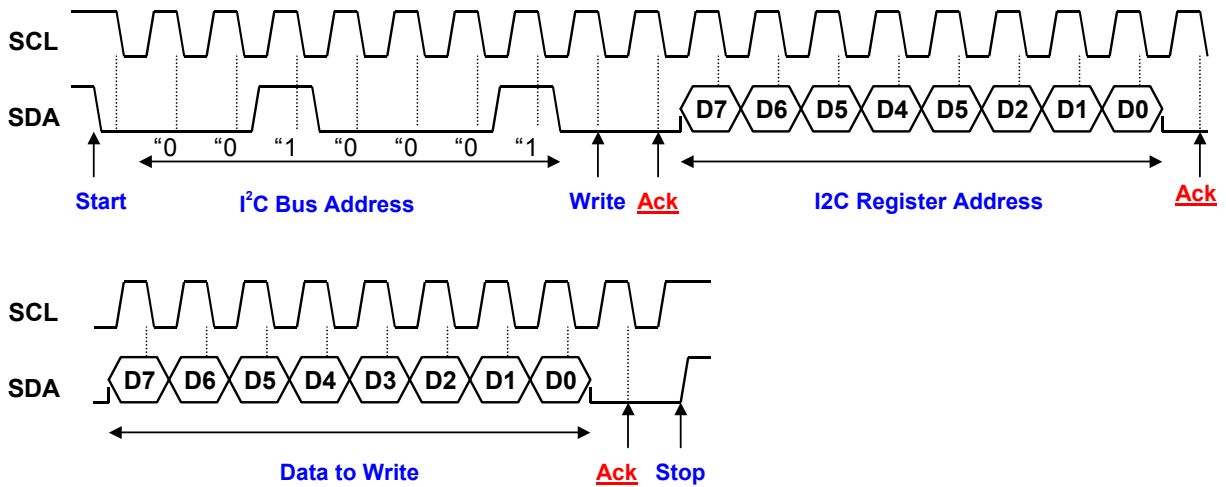 SCL
SDA
D7 D6 D5 D4 D5 D2 D1 D0
“0 “0 “1 “0 “0 “0 “1
Start I²C Bus Address Write Ack I2C Register Address Ack
SCL
SDA
D7 D6 D5 D4 D3 D2 D1 D0
Data to Write Ack Stop